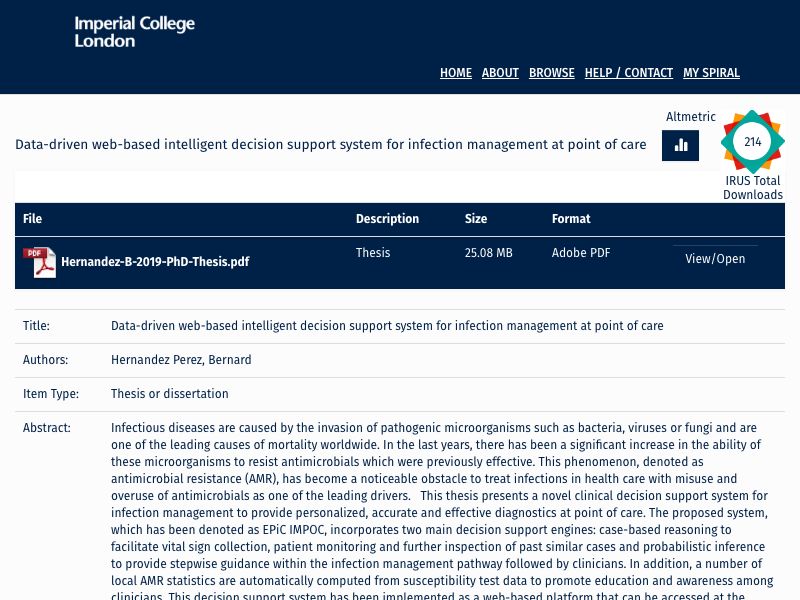 Imperial College
London
HOME ABOUT BROWSE HELP / CONTACT MY SPIRAL
Altmetric
Data-driven web-based intelligent decision support system for infection management at point of care
214
IRUS Total
Downloads
File Description Size Format
PDF Hernandez-B-2019-PhD-Thesis.pdf Thesis 25.08 MB Adobe PDF View/Open
Title: Data-driven web-based intelligent decision support system for infection management at point of care
Authors: Hernandez Perez, Bernard
Item Type: Thesis or dissertation
Abstract: Infectious diseases are caused by the invasion of pathogenic microorganisms such as bacteria, viruses or fungi and are
one of the leading causes of mortality worldwide. In the last years, there has been a significant increase in the ability of
these microorganisms to resist antimicrobials which were previously effective. This phenomenon, denoted as
antimicrobial resistance (AMR), has become a noticeable obstacle to treat infections in health care with misuse and
overuse of antimicrobials as one of the leading drivers. This thesis presents a novel clinical decision support system for
infection management to provide personalized, accurate and effective diagnostics at point of care. The proposed system,
which has been denoted as EPiC IMPOC, incorporates two main decision support engines: case-based reasoning to
facilitate vital sign collection, patient monitoring and further inspection of past similar cases and probabilistic inference
to provide stepwise guidance within the infection management pathway followed by clinicians. In addition, a number of
local AMR statistics are automatically computed from susceptibility test data to promote education and awareness among
clinicians. This decision support system has been implemented as a web-based platform that can be accessed at the